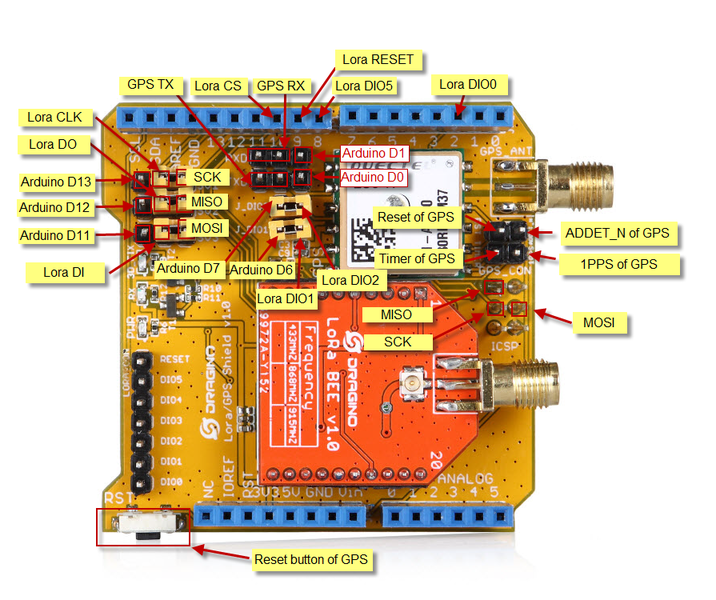 Lora RESET
GPS TX
Lora CS
GPS RX
Lora DIO5
Lora DIO0
Lora CLK
Lora DO
Arduino D13
Arduino D12
Arduino D11
Lora DI
SCK
MISO
MOSI
Arduino D1
Arduino D0
Arduino D7
Arduino D6
Lora DIO1
Lora DIO2
GPS_ANT
Reset of GPS
ADDET_N of GPS
Timer of GPS
1PPS of GPS
GPS_CON
MISO
SCK
MOSI
ICSP
PWR
RESET
DIO5
DIO4
DIO3
DIO2
DIO1
DIO0
DRAGINO
Lora/GPS Shield v1.0
Frequency
433MHZ 868MHZ 915MHZ
LoRa BEE v1.0
DRAGINO
1
20
RST
NC
IOREF
RST
3V3
5V
GND
VIN
ANALOG
0 1 2 3 4 5
Reset button of GPS